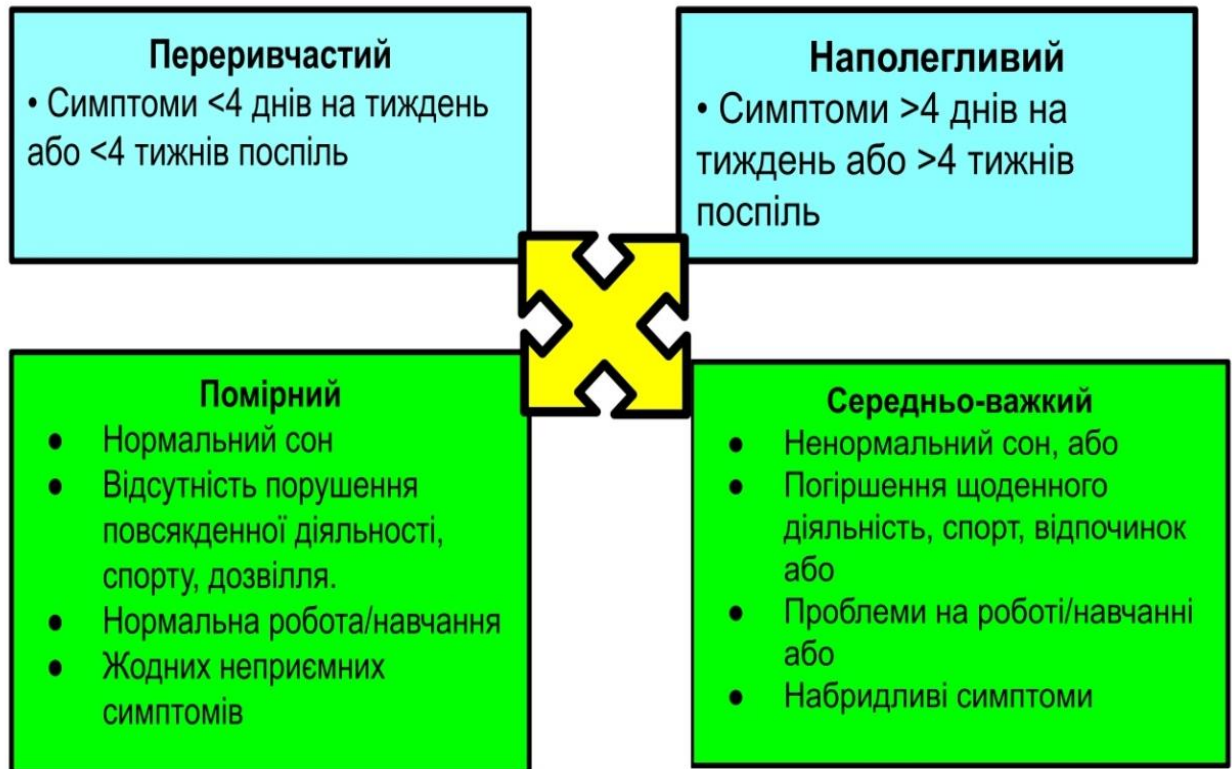 Переривчастий
• Симптоми <4 днів на тиждень
або <4 тижнів поспіль
Наполегливий
• Симптоми >4 днів на
тиждень або >4 тижнів
поспіль
Помірний
● Нормальний сон
● Відсутність порушення
повсякденної діяльності,
спорту, дозвілля.
● Нормальна робота/навчання
● Жодних неприємних
симптомів
Середньо-важкий
● Ненормальний сон, або
● Погіршення щоденного
діяльність, спорт, відпочинок
або
● Проблеми на роботі/навчанні
або
● Набридливі симптоми